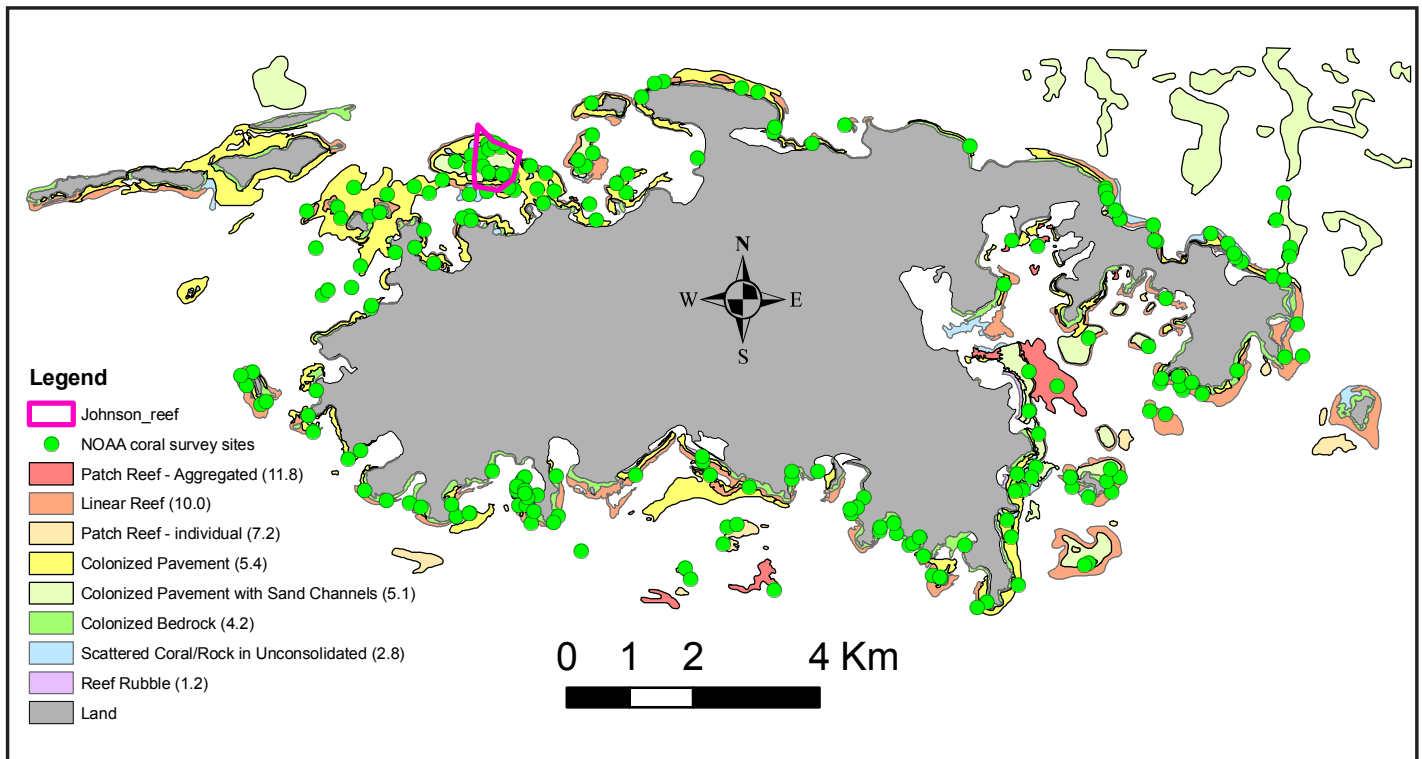 N
W E
S
Legend
Johnson_reef
NOAA coral survey sites
Patch Reef - Aggregated (11.8)
Linear Reef (10.0)
Patch Reef - individual (7.2)
Colonized Pavement (5.4)
Colonized Pavement with Sand Channels (5.1)
Colonized Bedrock (4.2)
Scattered Coral/Rock in Unconsolidated (2.8)
Reef Rubble (1.2)
Land
0 1 2 4 Km